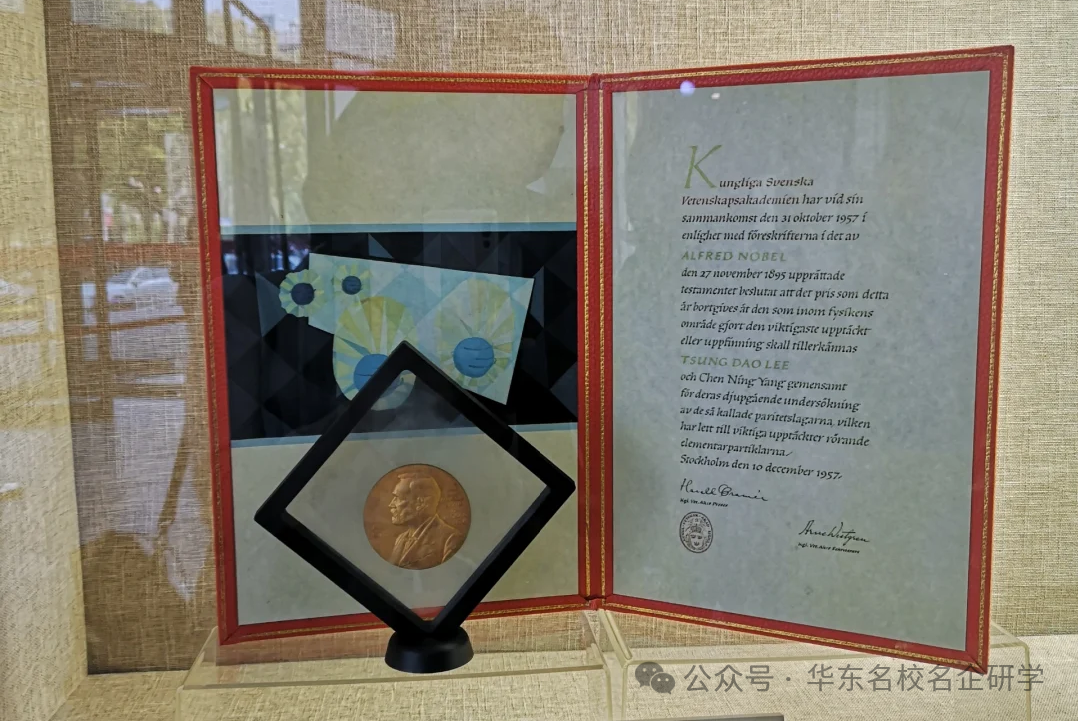 Kungliga Svenska
Vetenskapsakademien har vid sin
sammankomst den 31 oktober 1957 i
enlighet med föreskrifterna i det av
ALFRED NOBEL
den 27 november 1895 upprättade
testamentet beslutat att det pris som detta
år bortgives åt den som inom fysikens
område gjort den viktigaste upptäckt
eller uppfinning skall tillerkännas
TSUNG DAO LEE
och Chen Ning Yang gemensamt
för deras djupgående undersökning
av de så kallade paritetslagarna, vilken
har lett till viktiga upptäckter rörande
elementarpartiklarna
Stockholm den 10 december 1957.
Arne Westgren
公众号 · 华东名校名企研学